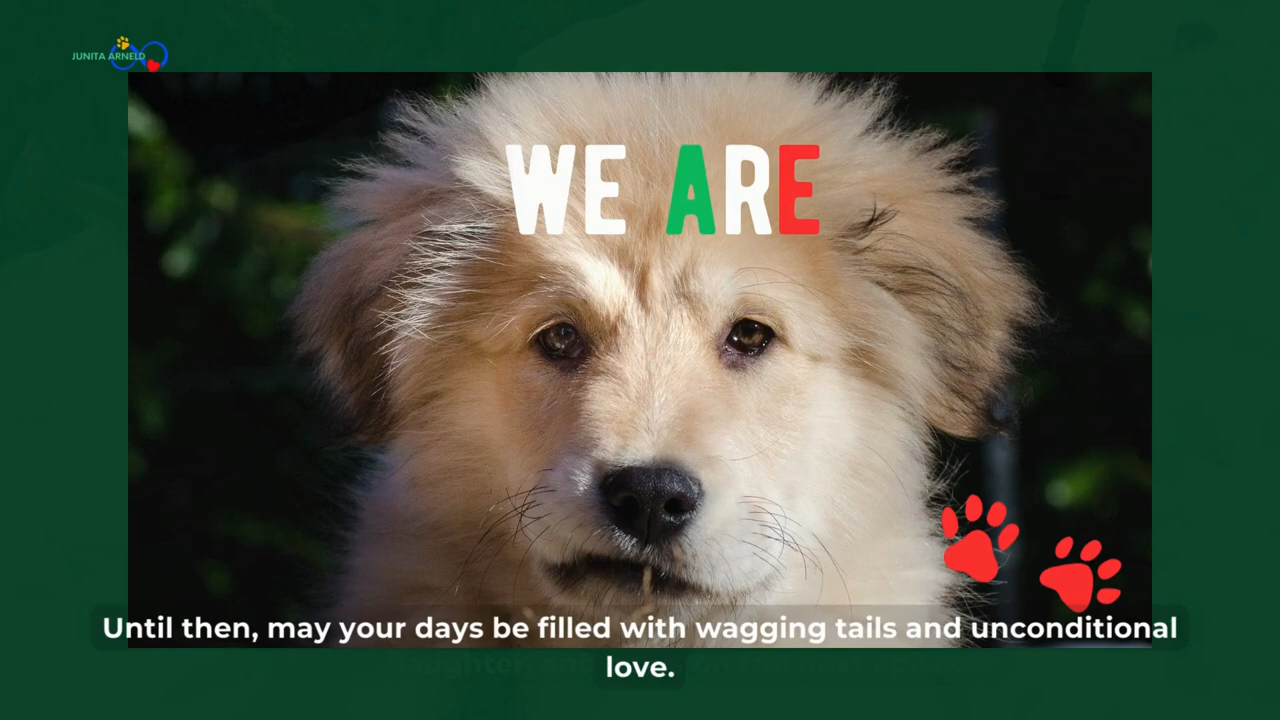 JUNITA ARNELD
WE ARE
Until then, may your days be filled with wagging tails and unconditional
love.